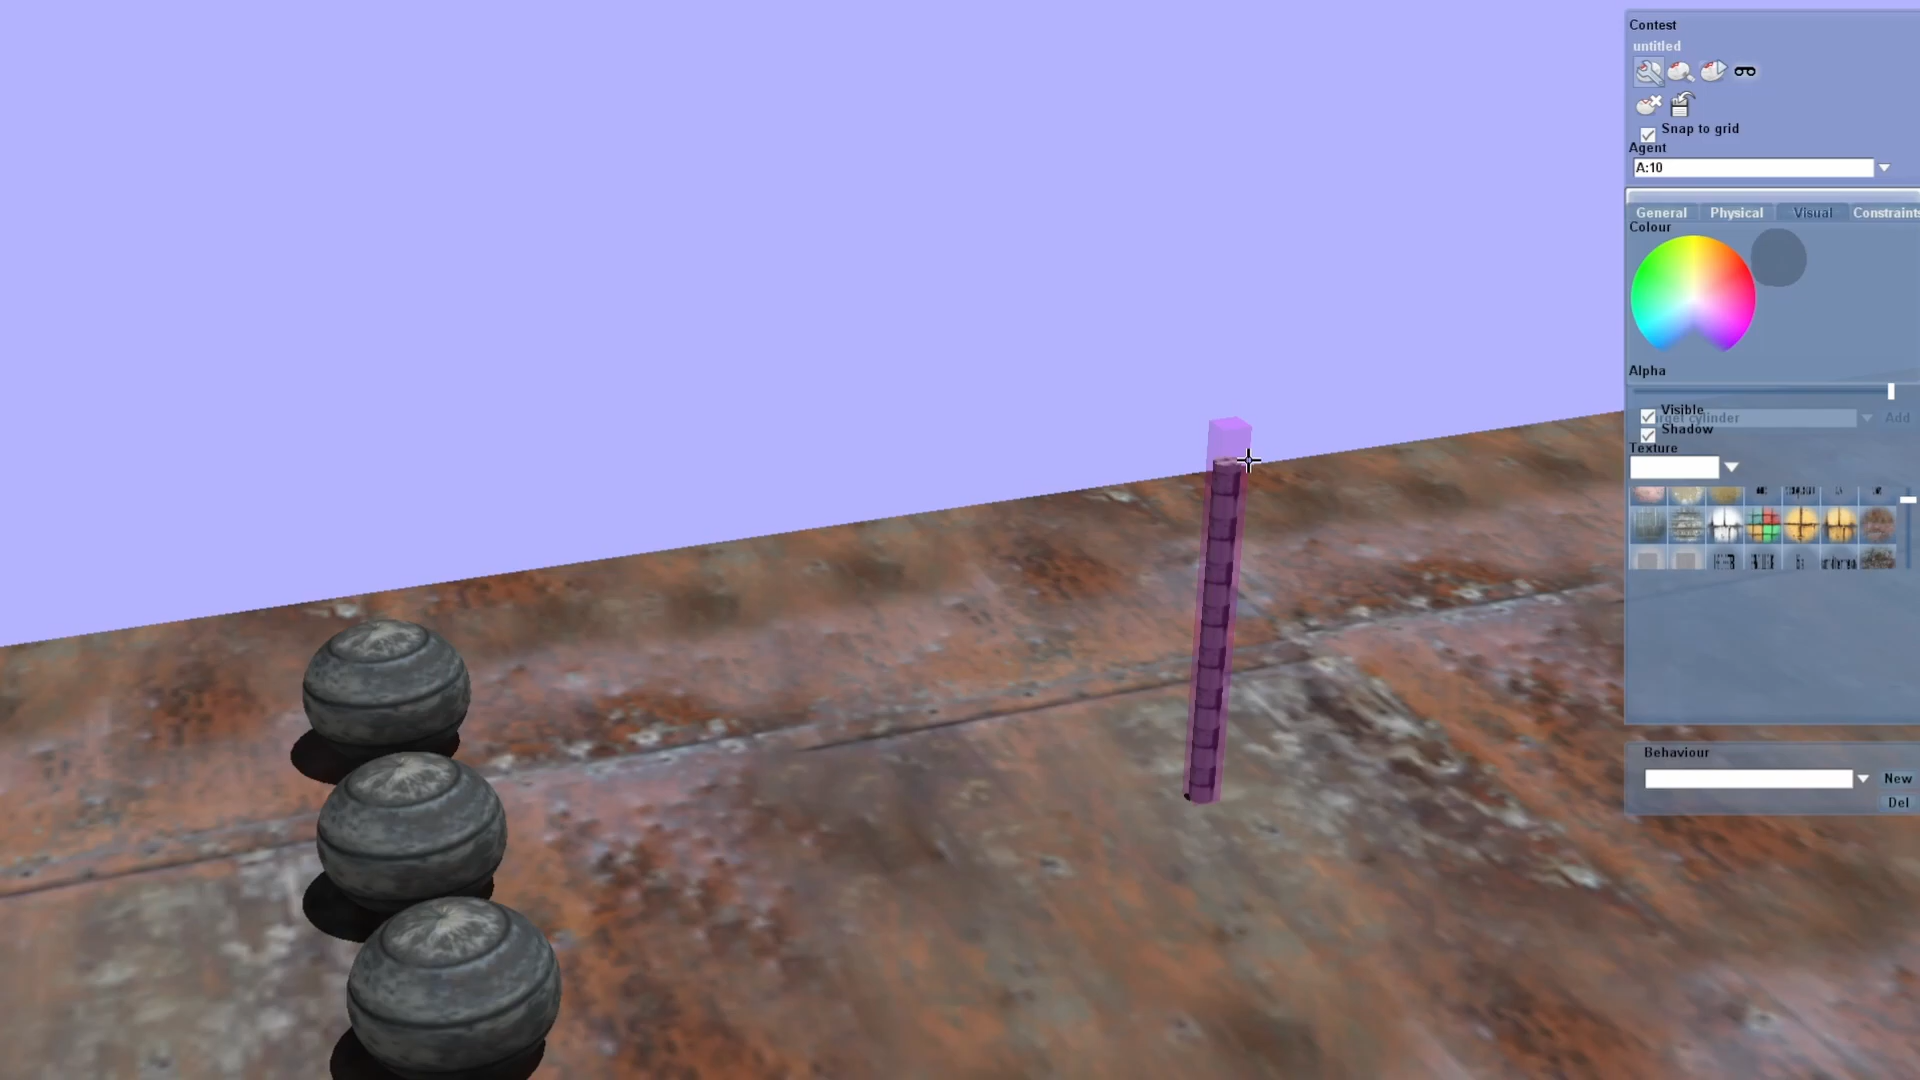 Contest
untitled
Snap to grid
Agent
A:10
General Physical Visual Constraints
Colour
Alpha
Visible
cylinder Add
Shadow
Texture
Behaviour
New
Del